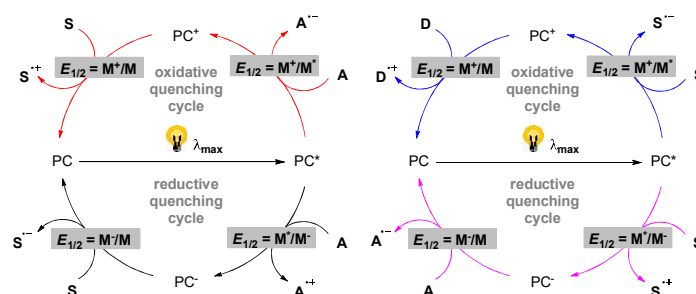 S
PC⁺
A•−
S•+
E₁/₂ = M⁺/M
oxidative
quenching
cycle
E₁/₂ = M⁺/M*
A
PC
λmax
PC*
reductive
quenching
cycle
S•−
E₁/₂ = M⁻/M
E₁/₂ = M*/M⁻
A
S
PC⁻
A•+
D
PC⁺
S•−
D•+
E₁/₂ = M⁺/M
oxidative
quenching
cycle
E₁/₂ = M⁺/M*
S
PC
λmax
PC*
reductive
quenching
cycle
A•−
E₁/₂ = M⁻/M
E₁/₂ = M*/M⁻
S
A
PC⁻
S•+